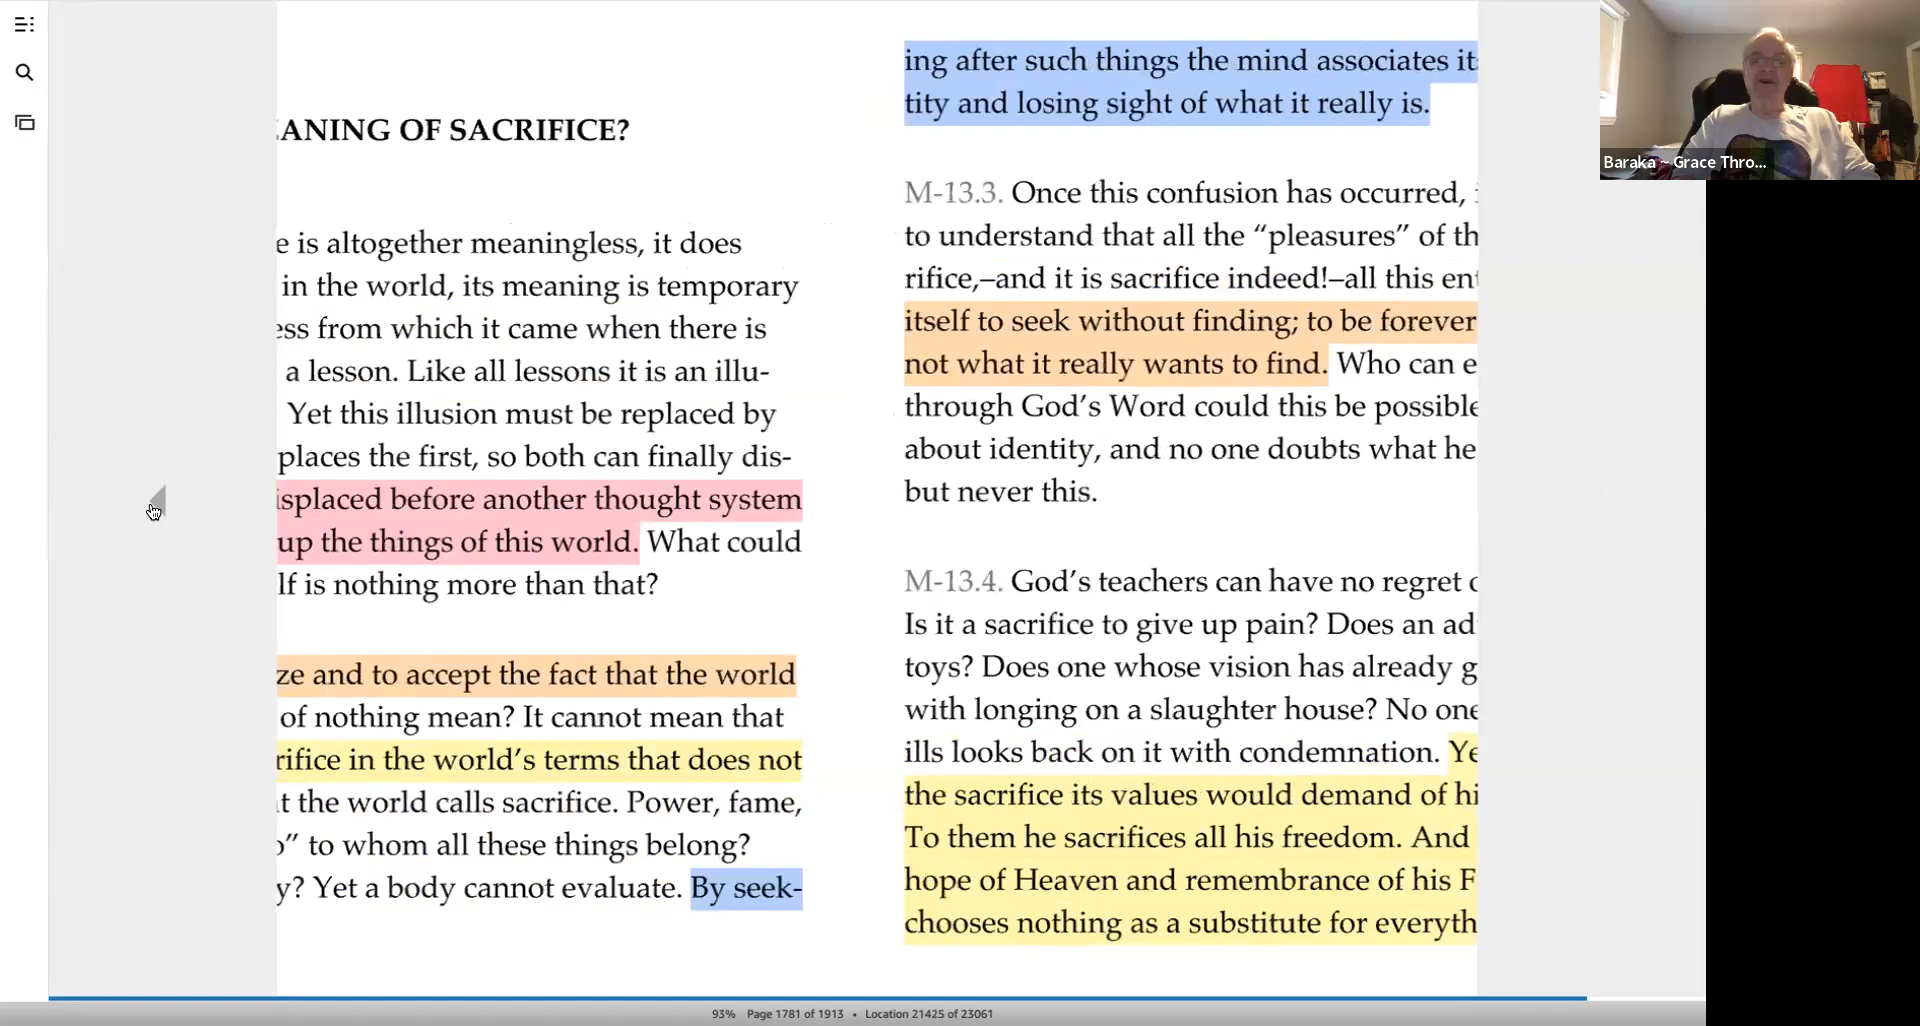 ANING OF SACRIFICE?
e is altogether meaningless, it does
in the world, its meaning is temporary
ess from which it came when there is
a lesson. Like all lessons it is an illu-
Yet this illusion must be replaced by
places the first, so both can finally dis-
isplaced before another thought system
up the things of this world. What could
lf is nothing more than that?
ze and to accept the fact that the world
of nothing mean? It cannot mean that
rifice in the world’s terms that does not
t the world calls sacrifice. Power, fame,
o” to whom all these things belong?
y? Yet a body cannot evaluate. By seek-
ing after such things the mind associates its
tity and losing sight of what it really is.
M-13.3. Once this confusion has occurred, i
to understand that all the “pleasures” of th
rifice,–and it is sacrifice indeed!–all this ent
itself to seek without finding; to be forever
not what it really wants to find. Who can e
through God’s Word could this be possible
about identity, and no one doubts what he
but never this.
M-13.4. God’s teachers can have no regret o
Is it a sacrifice to give up pain? Does an ad
toys? Does one whose vision has already g
with longing on a slaughter house? No one
ills looks back on it with condemnation. Ye
the sacrifice its values would demand of hi
To them he sacrifices all his freedom. And
hope of Heaven and remembrance of his F
chooses nothing as a substitute for everyth
Baraka ~ Grace Thro...
93% Page 1781 of 1913 • Location 21425 of 23061